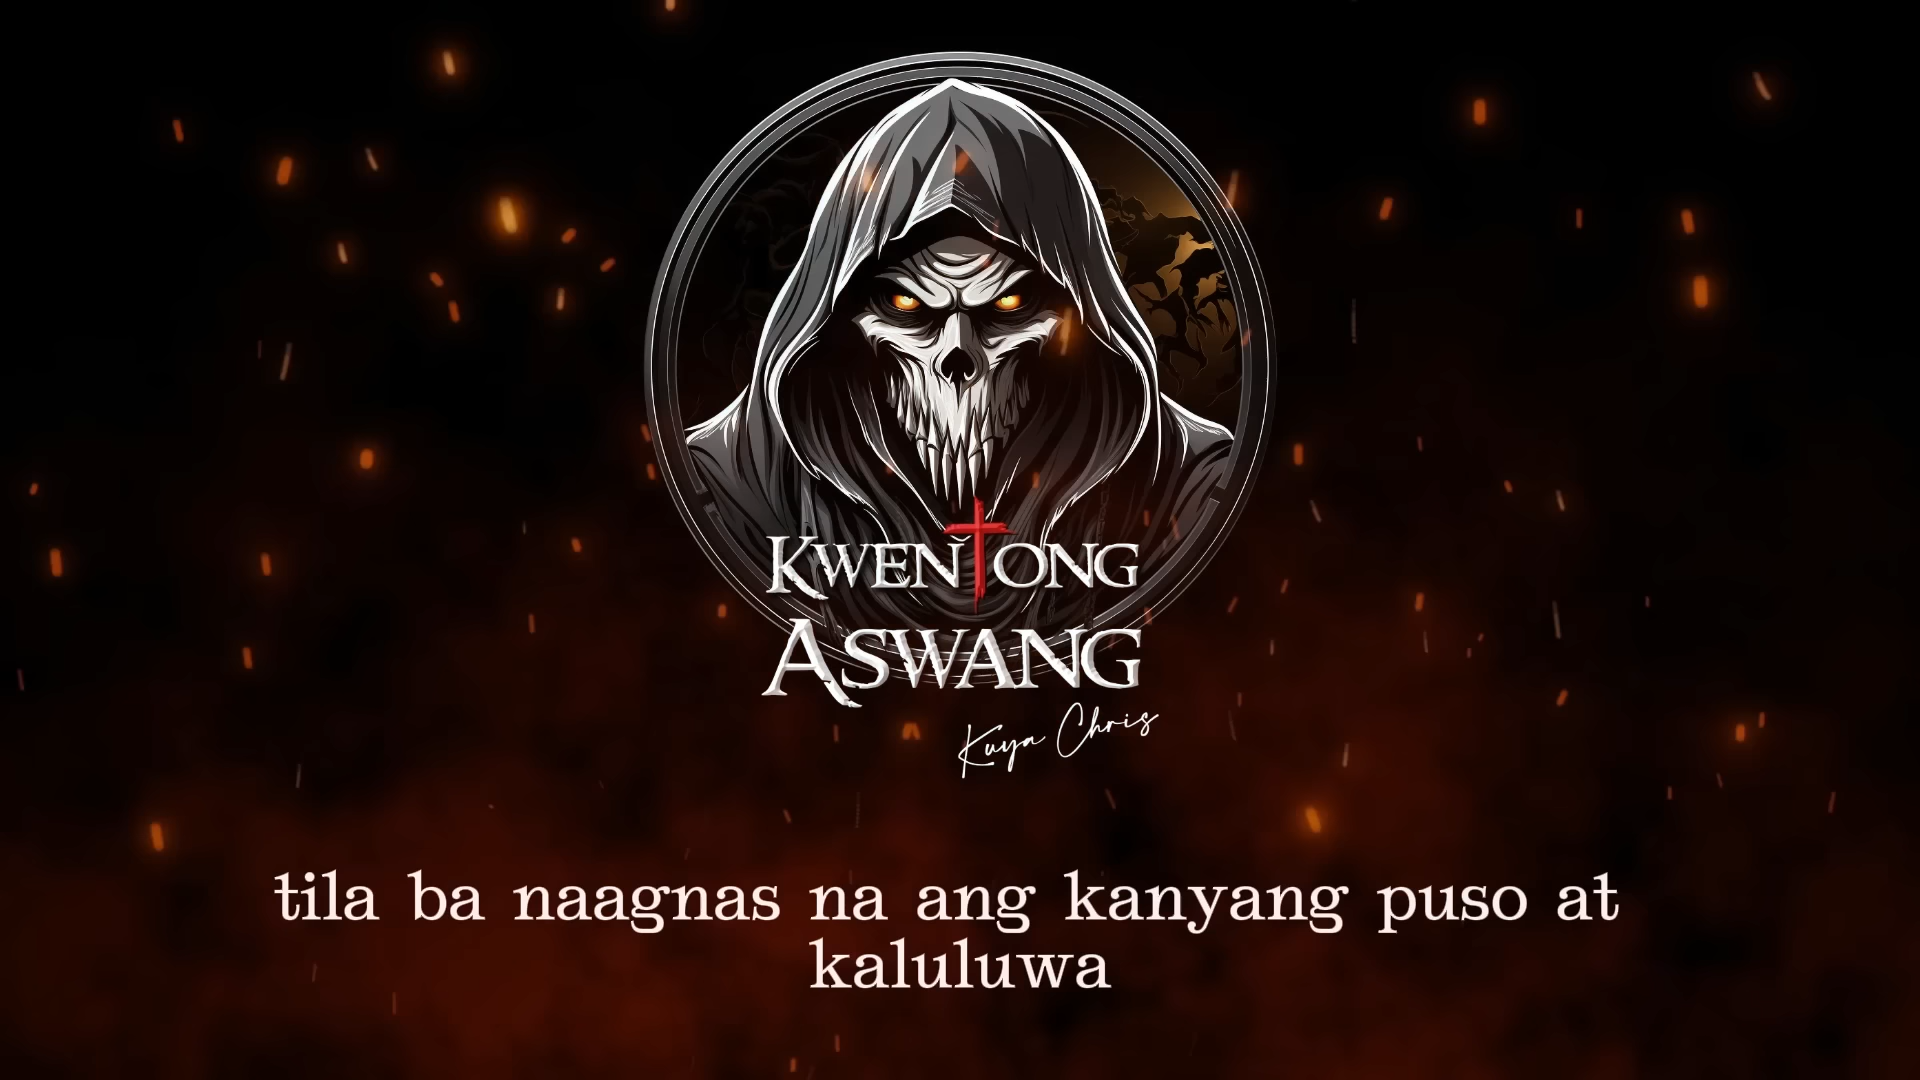 KWENTONG
ASWANG
Kuya Chris
tila ba naagnas na ang kanyang puso at
kaluluwa